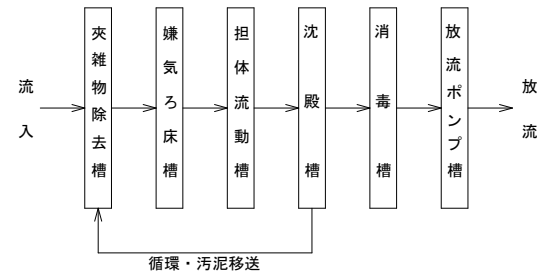 流入
夾雑物除去槽
嫌気ろ床槽
担体流動槽
沈殿槽
消毒槽
放流ポンプ槽
放流
循環・汚泥移送